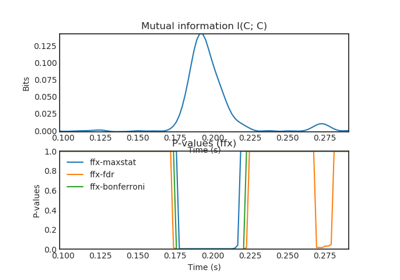 Mutual information I(C; C)
0.125
0.100
0.075
0.050
0.025
0.000
Bits
0.100 0.125 0.150 0.175 0.200 0.225 0.250 0.275
Time (s)
P-values (ffx)
1.0
0.8
0.6
0.4
0.2
0.0
P-values
ffx-maxstat
ffx-fdr
ffx-bonferroni
0.100 0.125 0.150 0.175 0.200 0.225 0.250 0.275
Time (s)